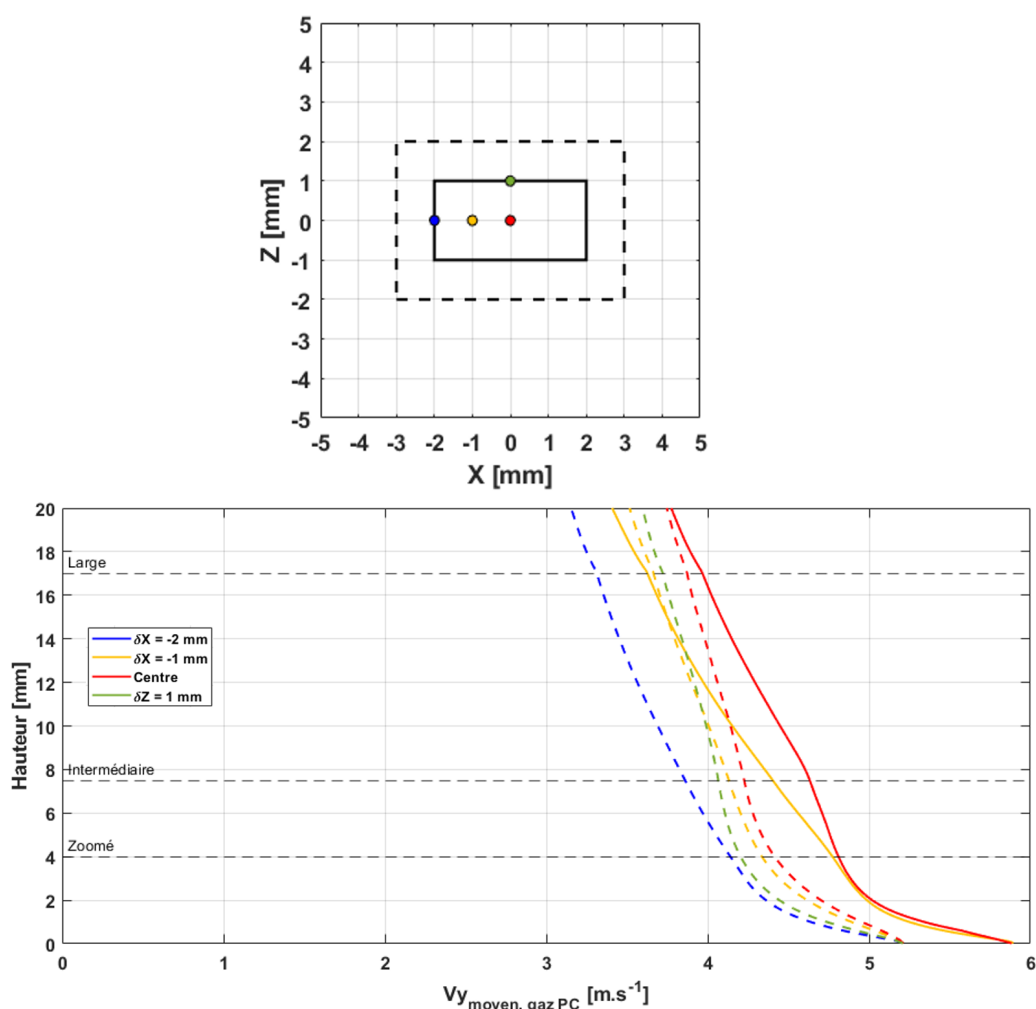 5
4
3
2
1
0
-1
-2
-3
-4
-5
Z [mm]
-5 -4 -3 -2 -1 0 1 2 3 4 5
X [mm]
20
18
16
14
12
10
8
6
4
2
0
Hauteur [mm]
Large
δX = -2 mm
δX = -1 mm
Centre
δZ = 1 mm
Intermédiaire
Zoomé
0 1 2 3 4 5 6
Vy moyen, gaz PC [m.s⁻¹]